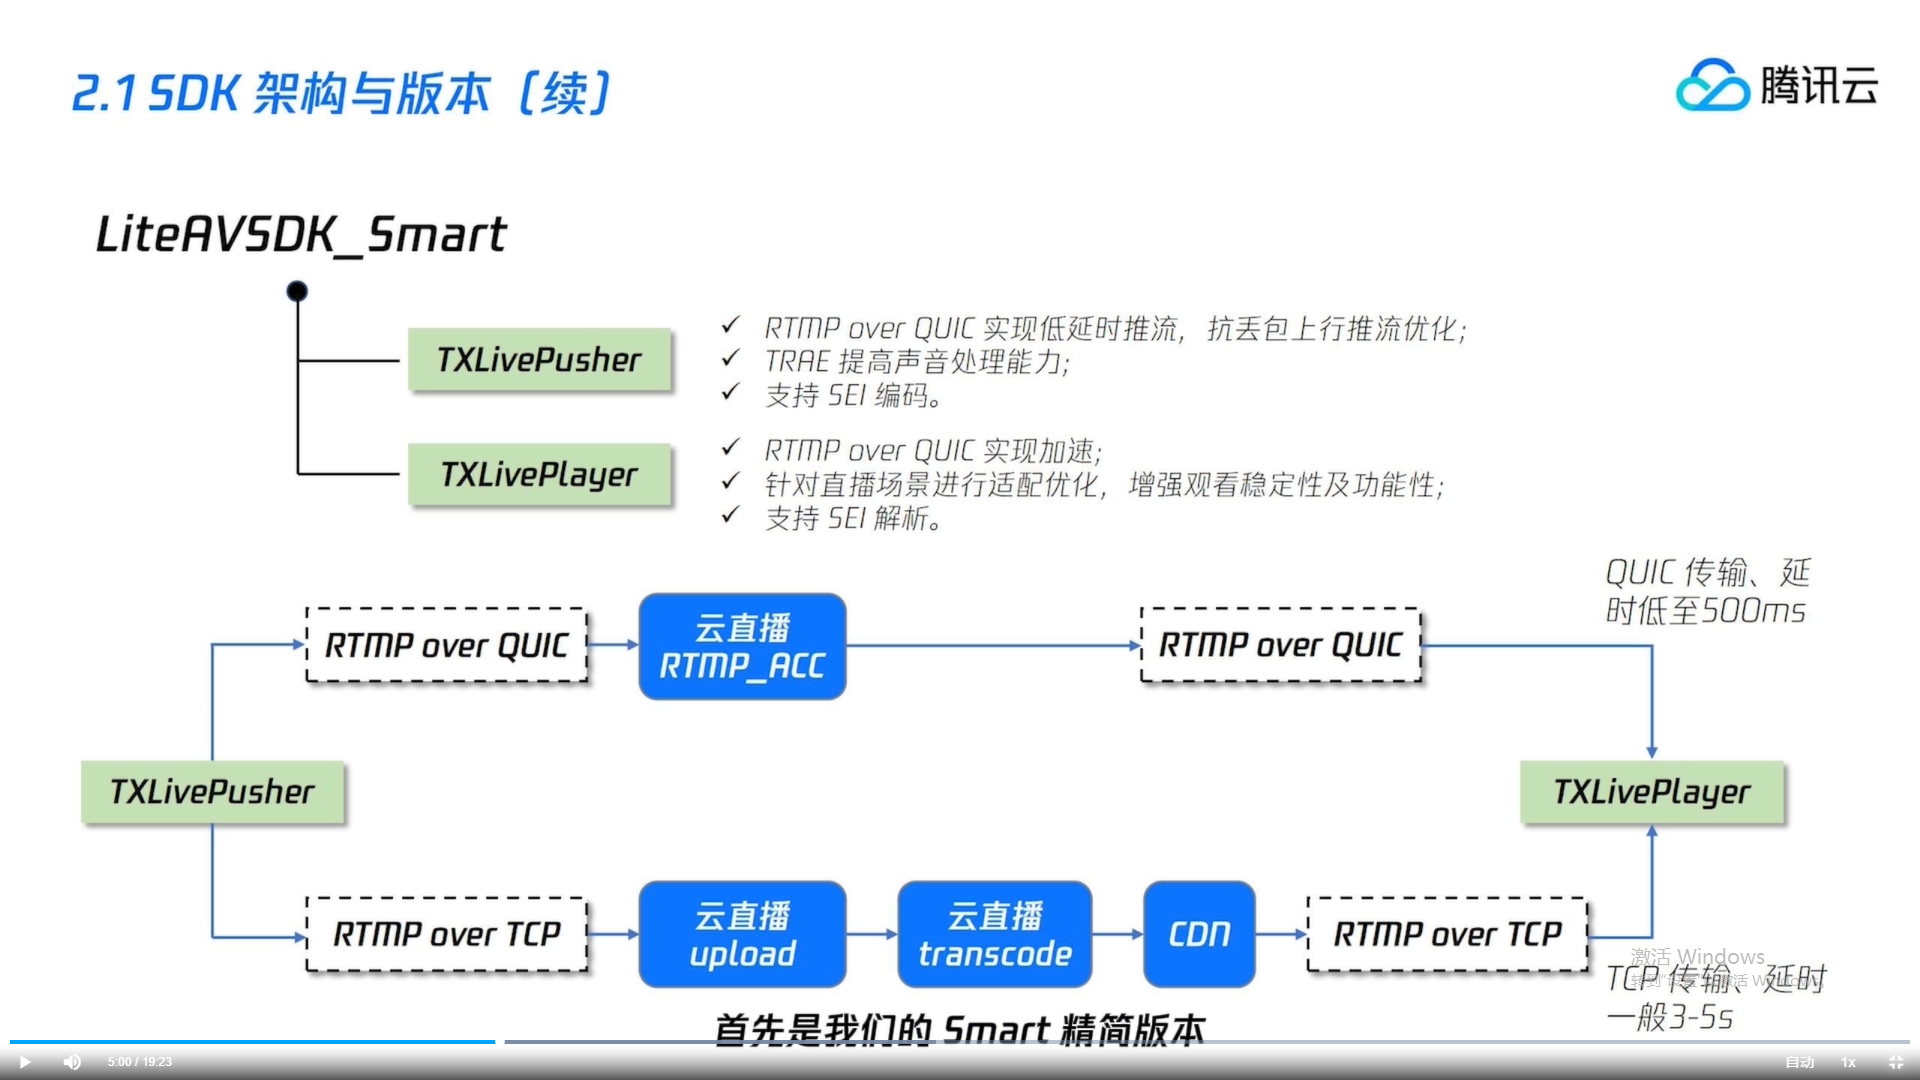 2.1 SDK 架构与版本（续）
腾讯云
LiteAVSDK_Smart
TXLivePusher
✓ RTMP over QUIC 实现低延时推流，抗丢包上行推流优化；
✓ TRAE 提高声音处理能力；
✓ 支持 SEI 编码。
TXLivePlayer
✓ RTMP over QUIC 实现加速；
✓ 针对直播场景进行适配优化，增强观看稳定性及功能性；
✓ 支持 SEI 解析。
QUIC 传输、延
时低至500ms
RTMP over QUIC
云直播
RTMP_ACC
RTMP over QUIC
TXLivePusher
TXLivePlayer
RTMP over TCP
云直播
upload
云直播
transcode
CDN
RTMP over TCP
激活 Windows
转到"设置"以激活 Windows。
TCP 传输、延时
一般3-5s
首先是我们的 Smart 精简版本
5:00 / 19:23
自动
1x